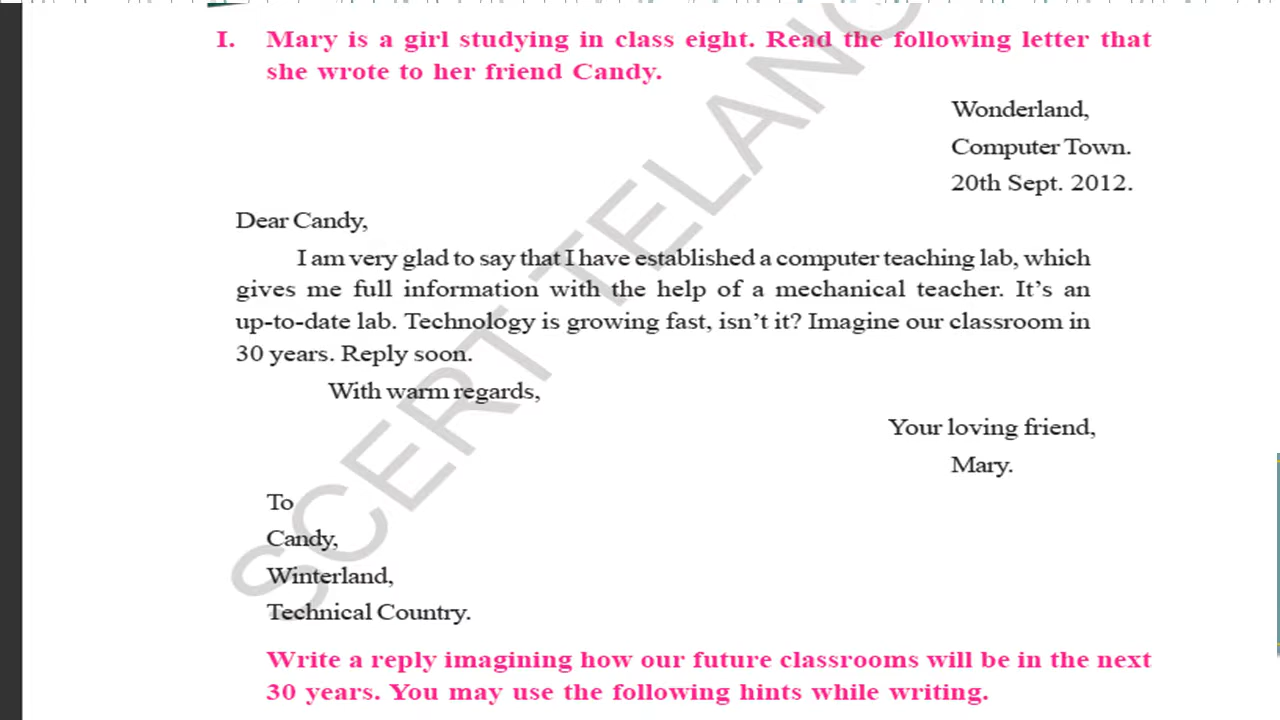 I. Mary is a girl studying in class eight. Read the following letter that
she wrote to her friend Candy.
Wonderland,
Computer Town.
20th Sept. 2012.
Dear Candy,
I am very glad to say that I have established a computer teaching lab, which
gives me full information with the help of a mechanical teacher. It’s an
up-to-date lab. Technology is growing fast, isn’t it? Imagine our classroom in
30 years. Reply soon.
With warm regards,
Your loving friend,
Mary.
To
Candy,
Winterland,
Technical Country.
Write a reply imagining how our future classrooms will be in the next
30 years. You may use the following hints while writing.
SCERT TELANG